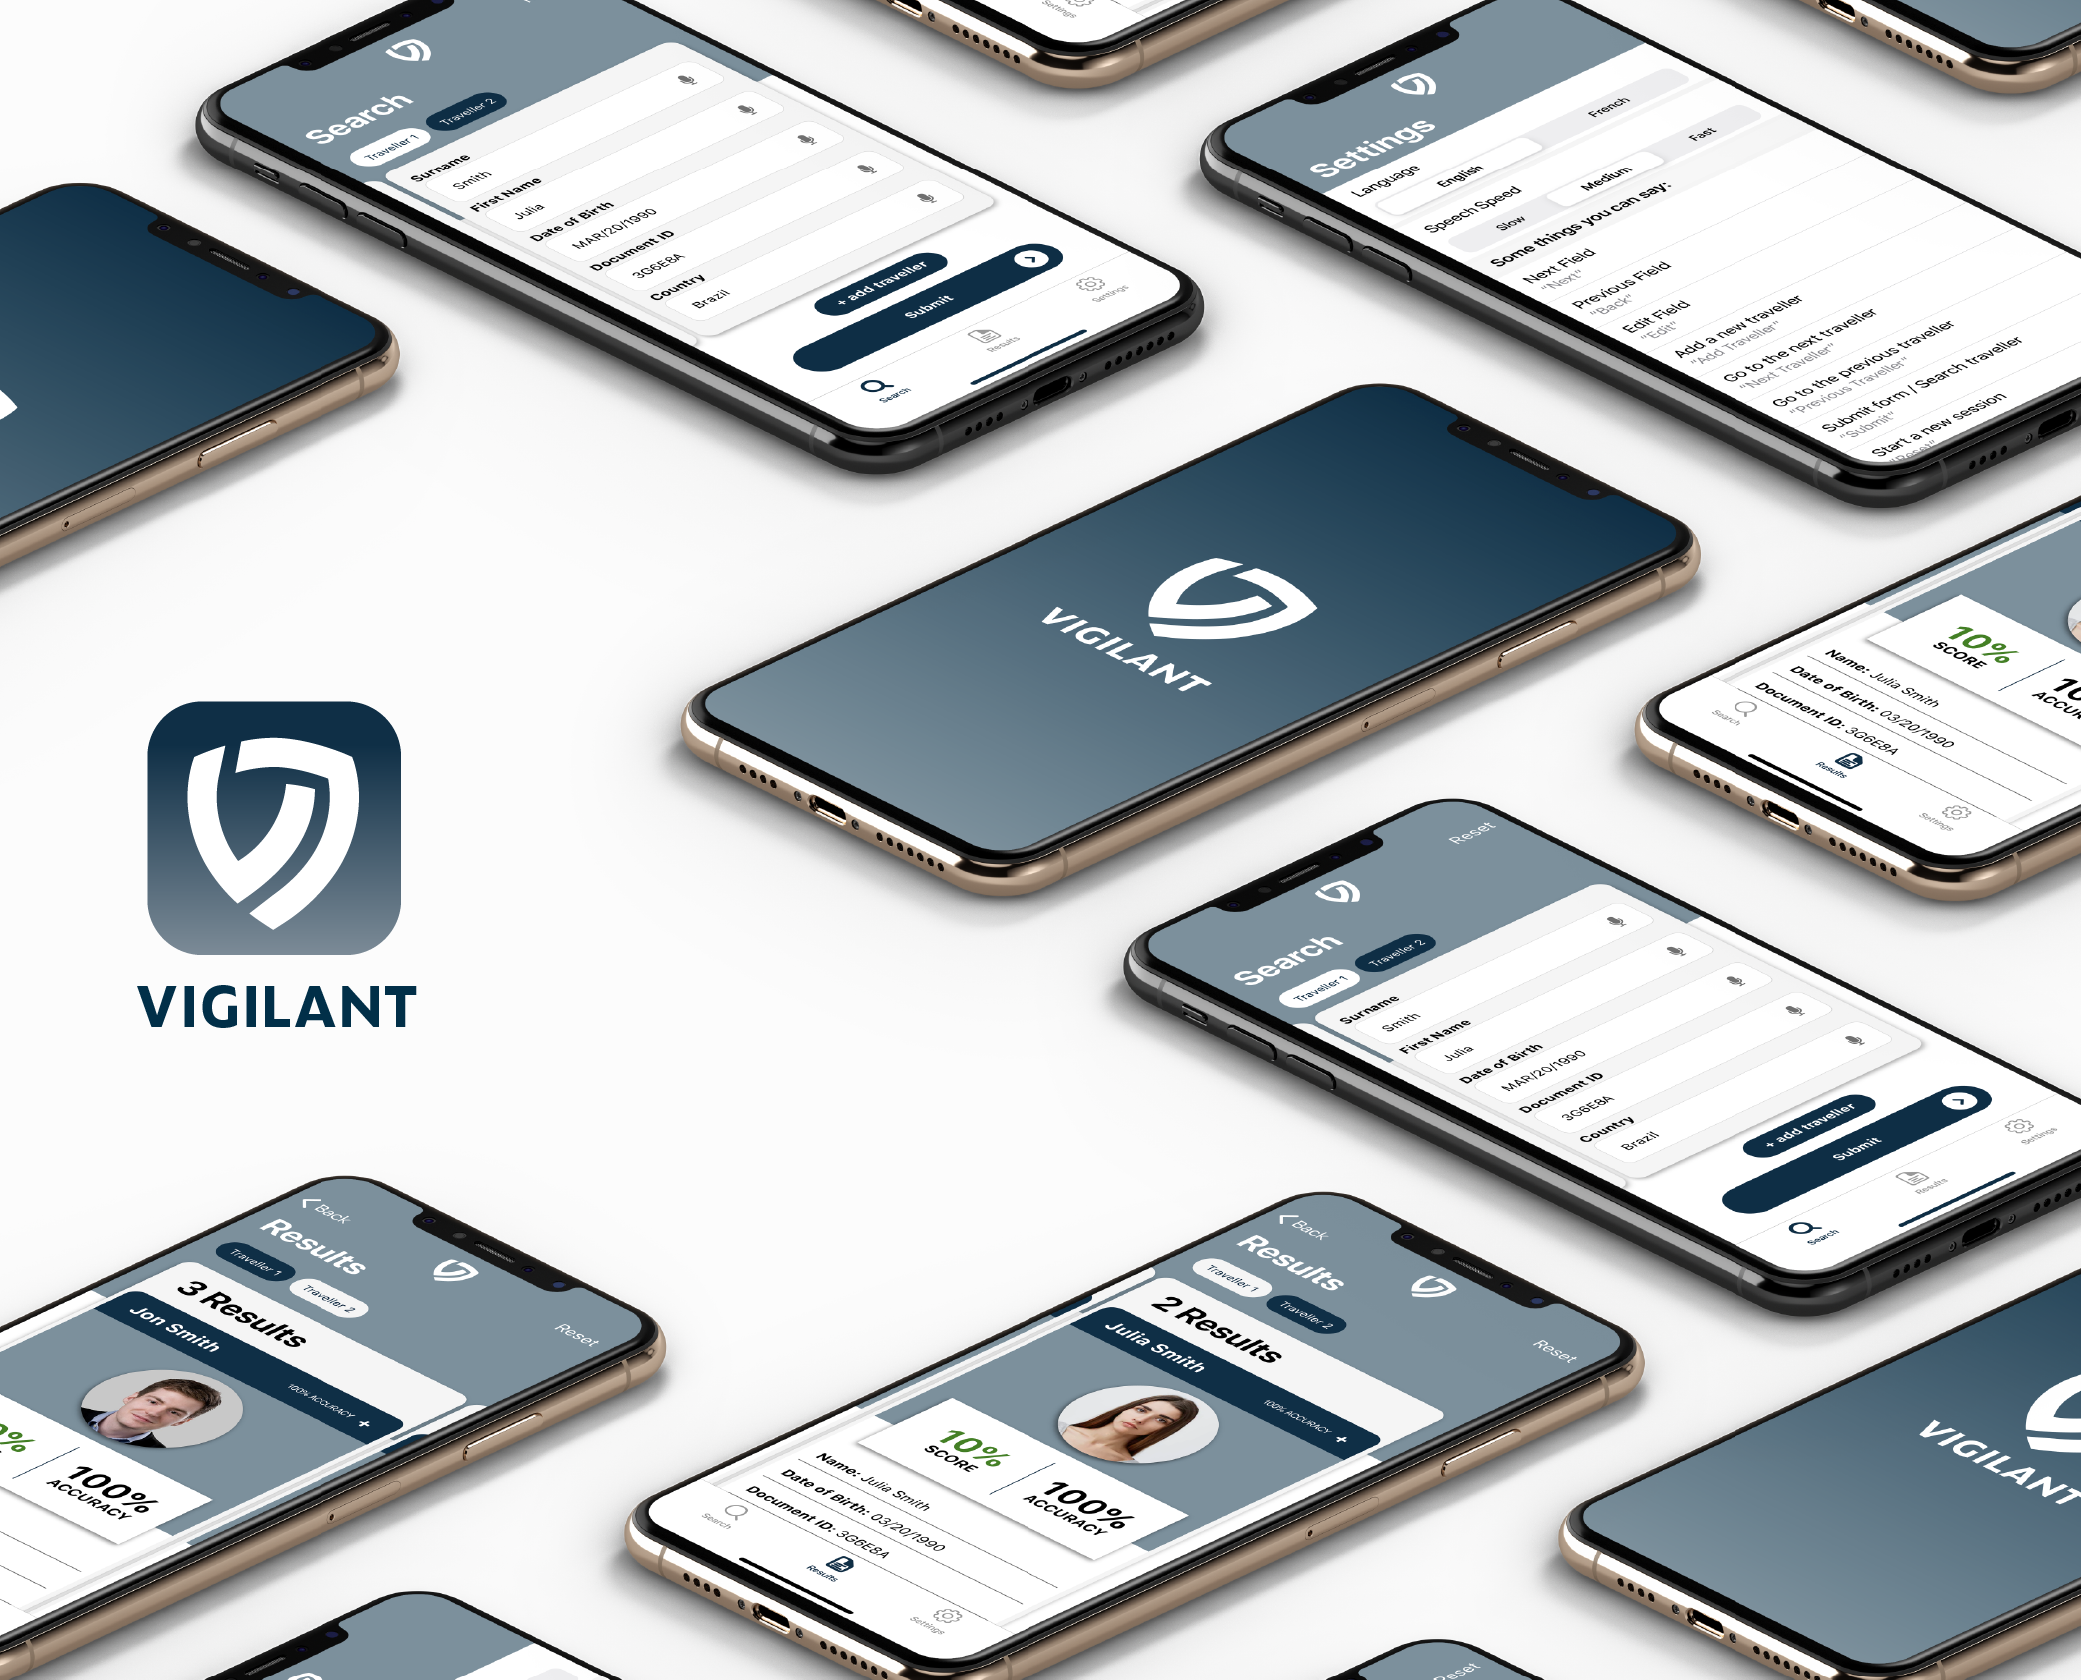 Settings
Search
Traveller 1
Traveller 2
Surname
Smith
First Name
Julia
Date of Birth
MAR/20/1990
Document ID
3G6E8A
Country
Brazil
+ add traveller
Submit
Search
Results
Settings
Settings
Language
English
French
Speech Speed
Slow
Medium
Fast
Some things you can say:
Next Field
"Next"
Previous Field
"Back"
Edit Field
"Edit"
Add a new traveller
"Add Traveller"
Go to the next traveller
"Next Traveller"
Go to the previous traveller
"Previous Traveller"
Submit form / Search traveller
"Submit"
Start a new session
"Reset"
VIGILANT
10%
SCORE
Name: Julia Smith
Date of Birth: 03/20/1990
Document ID: 3G6E8A
Search
Results
Settings
VIGILANT
Reset
Search
Traveller 1
Traveller 2
Surname
Smith
First Name
Julia
Date of Birth
MAR/20/1990
Document ID
3G6E8A
Country
Brazil
+ add traveller
Submit
Search
Results
Settings
Back
Results
Traveller 1
Traveller 2
Reset
3 Results
Jon Smith
100% ACCURACY +
100%
ACCURACY
Back
Results
Traveller 1
Traveller 2
Reset
2 Results
Julia Smith
100% ACCURACY +
10%
SCORE
100%
ACCURACY
Name: Julia Smith
Date of Birth: 03/20/1990
Document ID: 3G6E8A
Search
Results
Settings
VIGILANT
Reset